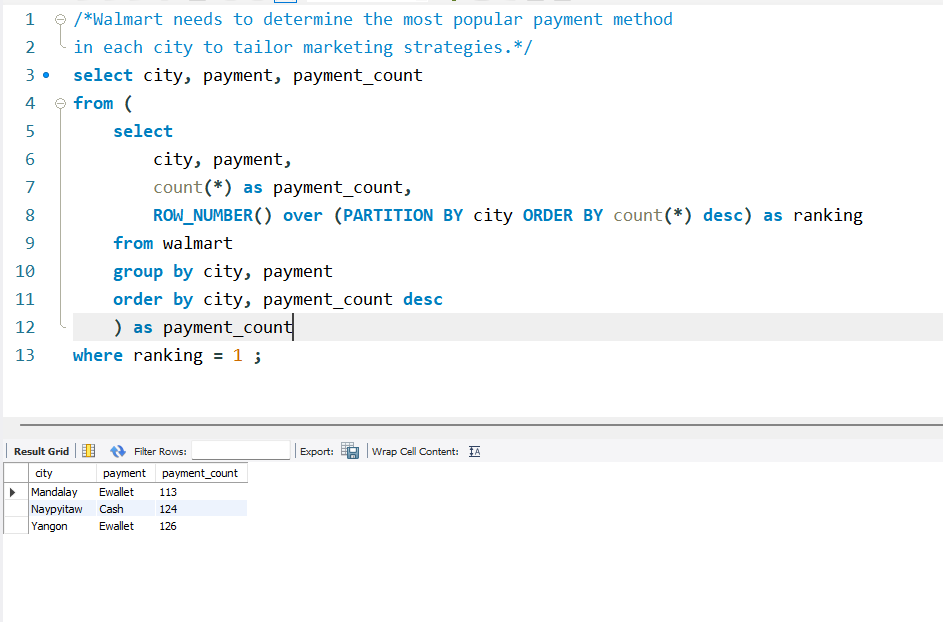 1 /*Walmart needs to determine the most popular payment method
2 in each city to tailor marketing strategies.*/
3 select city, payment, payment_count
4 from (
5 select
6 city, payment,
7 count(*) as payment_count,
8 ROW_NUMBER() over (PARTITION BY city ORDER BY count(*) desc) as ranking
9 from walmart
10 group by city, payment
11 order by city, payment_count desc
12 ) as payment_count
13 where ranking = 1 ;
Result Grid Filter Rows: Export: Wrap Cell Content: IA
city payment payment_count
Mandalay Ewallet 113
Naypyitaw Cash 124
Yangon Ewallet 126